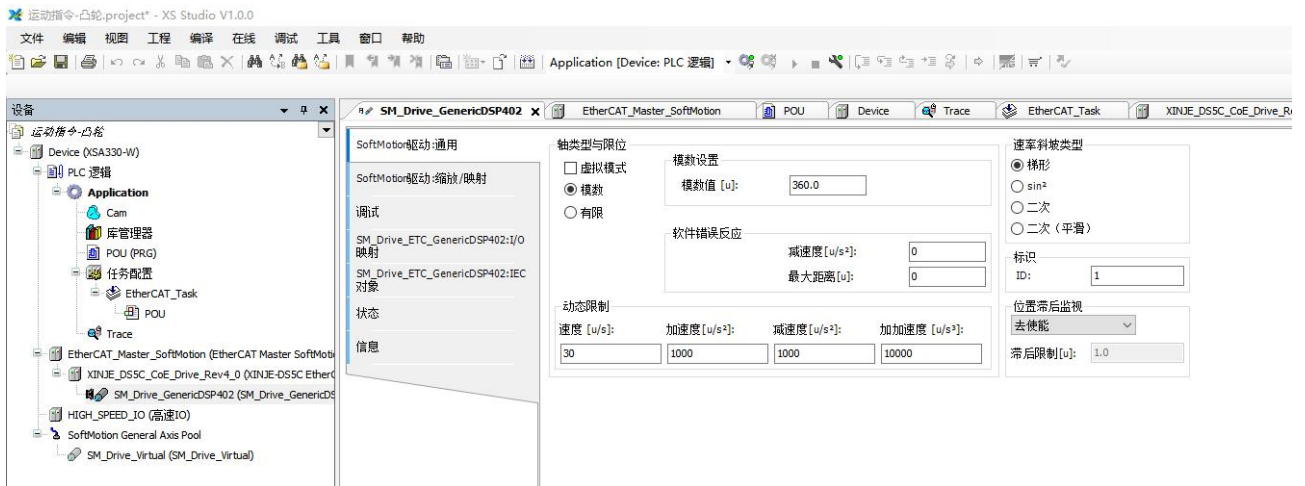 运动指令-凸轮.project* - XS Studio V1.0.0
文件 编辑 视图 工程 编译 在线 调试 工具 窗口 帮助
Application [Device: PLC 逻辑]
设备
SM_Drive_GenericDSP402
EtherCAT_Master_SoftMotion
POU
Device
Trace
EtherCAT_Task
XINJE_DS5C_CoE_Drive_Re
运动指令-凸轮
Device (XSA330-W)
PLC 逻辑
Application
Cam
库管理器
POU (PRG)
任务配置
EtherCAT_Task
POU
Trace
EtherCAT_Master_SoftMotion (EtherCAT Master SoftMoti
XINJE_DS5C_CoE_Drive_Rev4_0 (XINJE-DS5C Ether
SM_Drive_GenericDSP402 (SM_Drive_GenericDS
HIGH_SPEED_IO (高速IO)
SoftMotion General Axis Pool
SM_Drive_Virtual (SM_Drive_Virtual)
SoftMotion驱动:通用
SoftMotion驱动:缩放/映射
调试
SM_Drive_ETC_GenericDSP402:I/O
映射
SM_Drive_ETC_GenericDSP402:IEC
对象
状态
信息
轴类型与限位
虚拟模式
模数
有限
模数设置
模数值 [u]: 360.0
软件错误反应
减速度[u/s²]: 0
最大距离[u]: 0
动态限制
速度 [u/s]: 加速度[u/s²]: 减速度[u/s²]: 加加速度 [u/s³]:
30 1000 1000 10000
速率斜坡类型
梯形
sin²
二次
二次（平滑）
标识
ID: 1
位置滞后监视
去使能
滞后限制[u]: 1.0